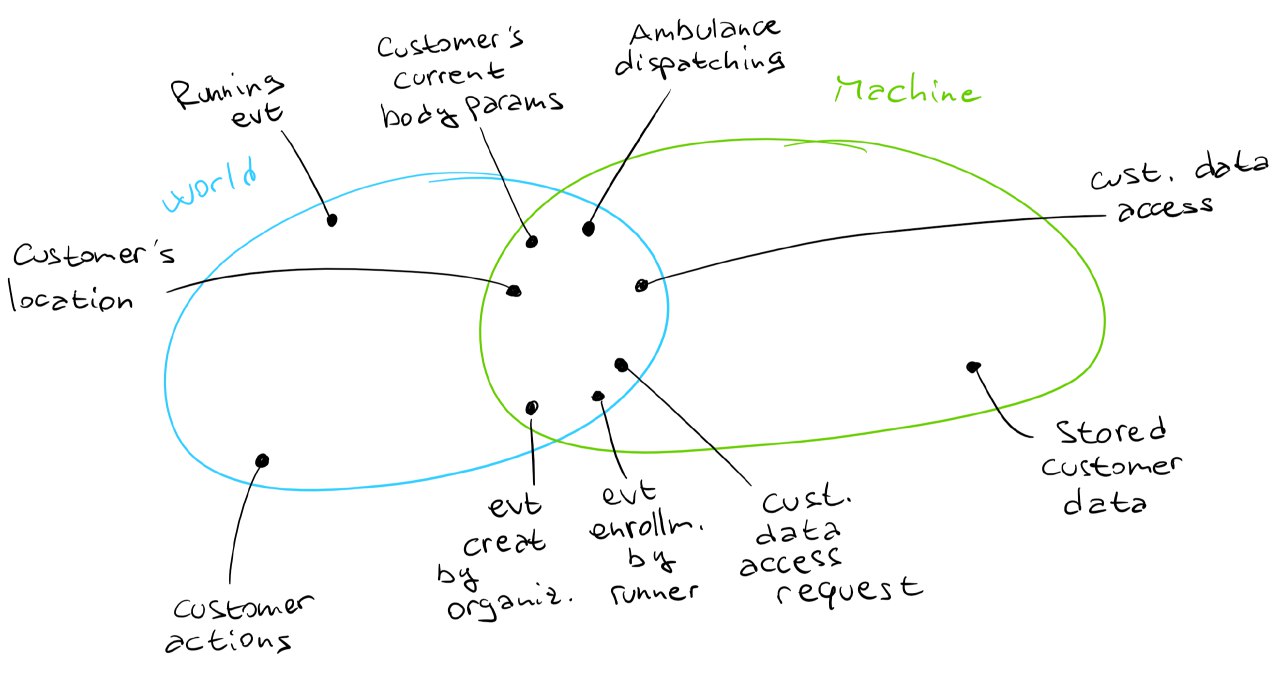 Customer's
current
body params
Ambulance
dispatching
Machine
Running
evt
world
cust. data
access
Customer's
location
Stored
customer
data
evt
creat
by
organiz.
evt
enrollm.
by
runner
cust.
data
access
request
customer
actions